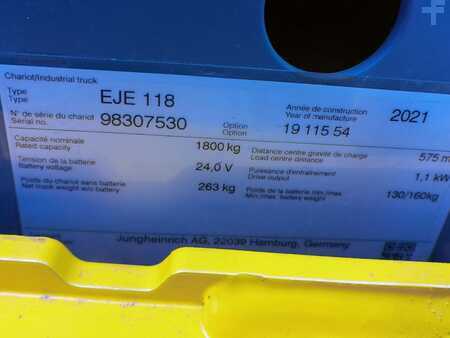 Chariot/Industrial truck
Type EJE 118 Année de construction 2021
Type Year of manufacture
N° de série du chariot 98307530 Option 19 115 54
Serial no. Option
Capacité nominale 1800kg Distance centre gravité de charge 575 m
Rated capacity Load centre distance
Tension de la batterie 24,0 V Puissance d'entraînement 1,1 kW
Battery voltage Drive output
Poids du chariot sans batterie 263 kg Poids de la batterie min./max. 130/160kg
Net truck weight w/o battery Min./max. battery weight
Jungheinrich AG, 22039 Hamburg, Germany